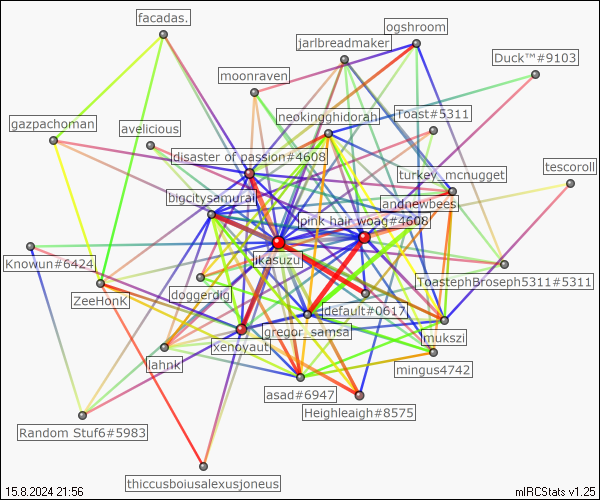 facadas.
ogshroom
jarlbreadmaker
Duck™#9103
moonraven
neokingghidorah
Toast#5311
gazpachoman
avelicious
disaster of passion#4608
tescoroll
turkey_mcnugget
bigcitysamurai
andnewbees
pink hair woag#4608
ikasuzu
Knowun#6424
ToastephBroseph5311#5311
doggerdig
ZeeHonK
default#0617
gregor_samsa
mukszi
xenoyaut
lahnk
mingus4742
asad#6947
Heighleaigh#8575
Random Stuf6#5983
thiccusboiusalexusjoneus
15.8.2024 21:56
mIRCStats v1.25